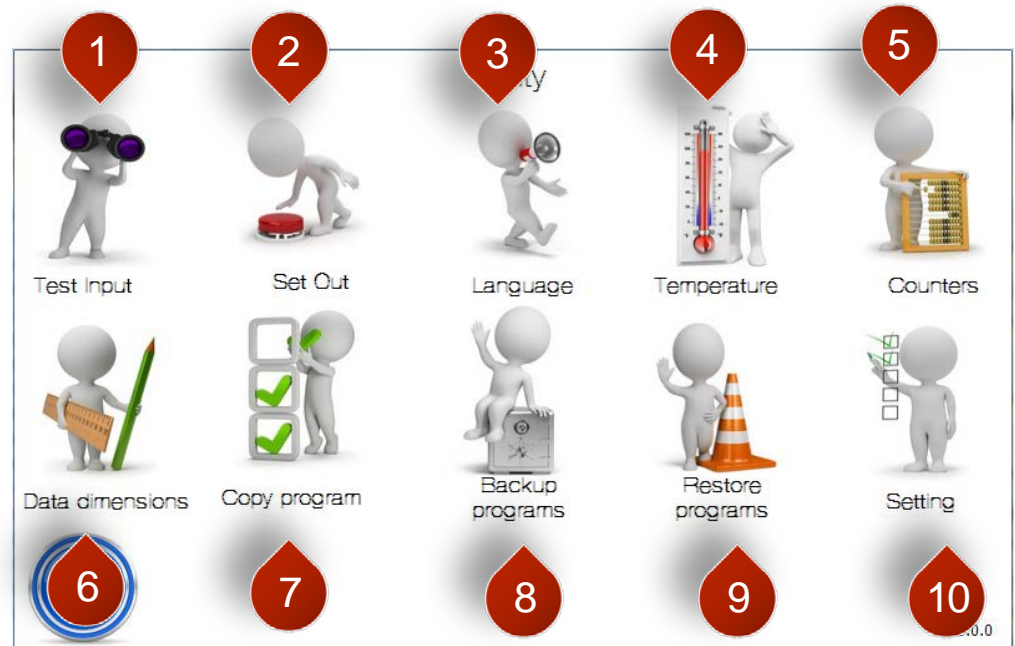 1 2 3 4 5
Test Input Set Out Language Temperature Counters
Data dimensions Copy program Backup programs Restore programs Setting
6 7 8 9 10